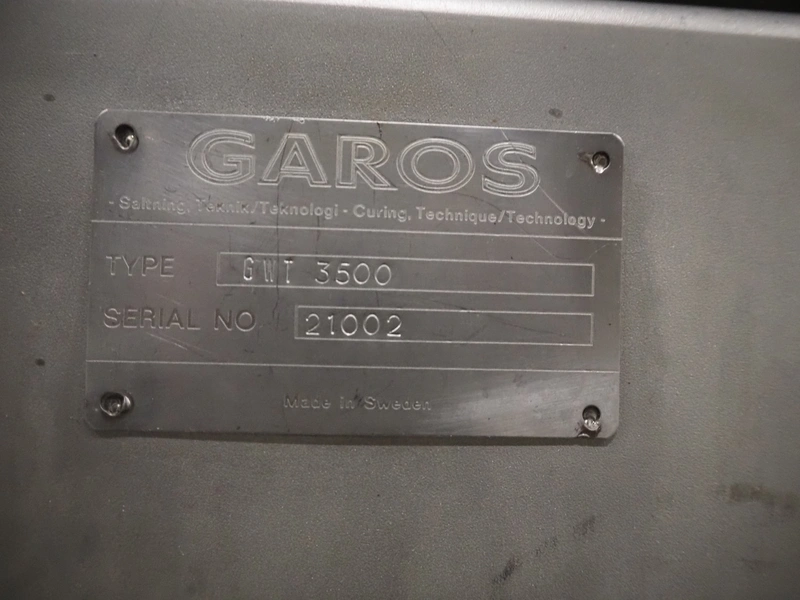 GAROS
- Saltning, Teknik/Teknologi - Curing, Technique/Technology -
TYPE GWT 3500
SERIAL NO 21002
Made in Sweden